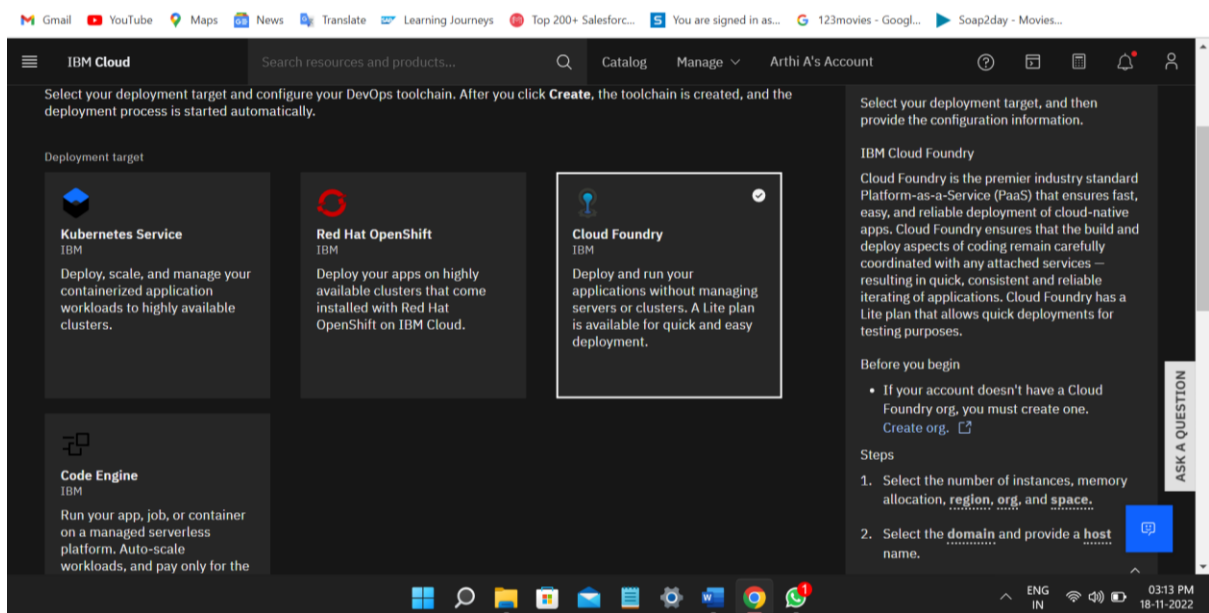 Gmail YouTube Maps News Translate Learning Journeys Top 200+ Salesforc... S You are signed in as... 123movies - Googl... Soap2day - Movies...
IBM Cloud Search resources and products... Catalog Manage Arthi A's Account
Select your deployment target and configure your DevOps toolchain. After you click Create, the toolchain is created, and the
deployment process is started automatically.
Deployment target
Kubernetes Service
IBM
Deploy, scale, and manage your
containerized application
workloads to highly available
clusters.
Red Hat OpenShift
IBM
Deploy your apps on highly
available clusters that come
installed with Red Hat
OpenShift on IBM Cloud.
Cloud Foundry
IBM
Deploy and run your
applications without managing
servers or clusters. A Lite plan
is available for quick and easy
deployment.
Code Engine
IBM
Run your app, job, or container
on a managed serverless
platform. Auto-scale
workloads, and pay only for the
Select your deployment target, and then
provide the configuration information.
IBM Cloud Foundry
Cloud Foundry is the premier industry standard
Platform-as-a-Service (PaaS) that ensures fast,
easy, and reliable deployment of cloud-native
apps. Cloud Foundry ensures that the build and
deploy aspects of coding remain carefully
coordinated with any attached services —
resulting in quick, consistent and reliable
iterating of applications. Cloud Foundry has a
Lite plan that allows quick deployments for
testing purposes.
Before you begin
• If your account doesn't have a Cloud
Foundry org, you must create one.
Create org.
Steps
1. Select the number of instances, memory
allocation, region, org, and space.
2. Select the domain and provide a host
name.
ASK A QUESTION
1
ENG
IN
03:13 PM
18-11-2022